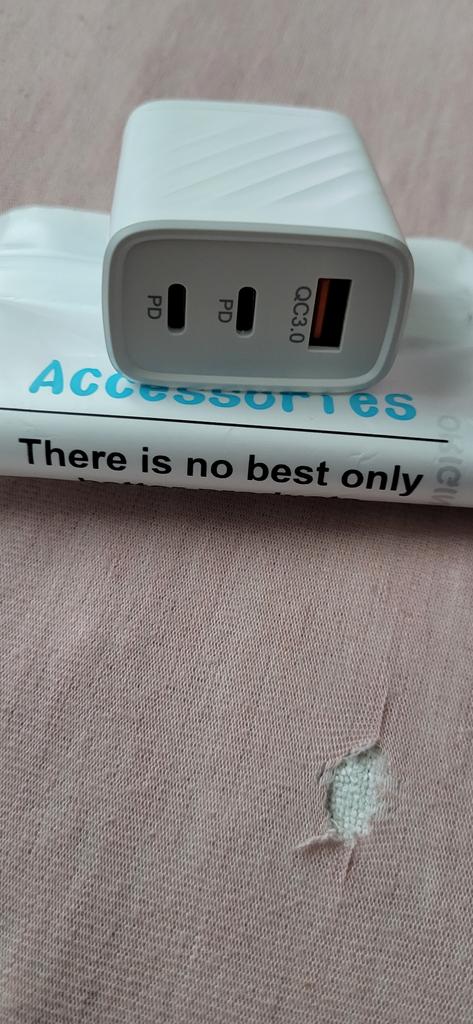 PD
PD
QC3.0
Accessories
There is no best only